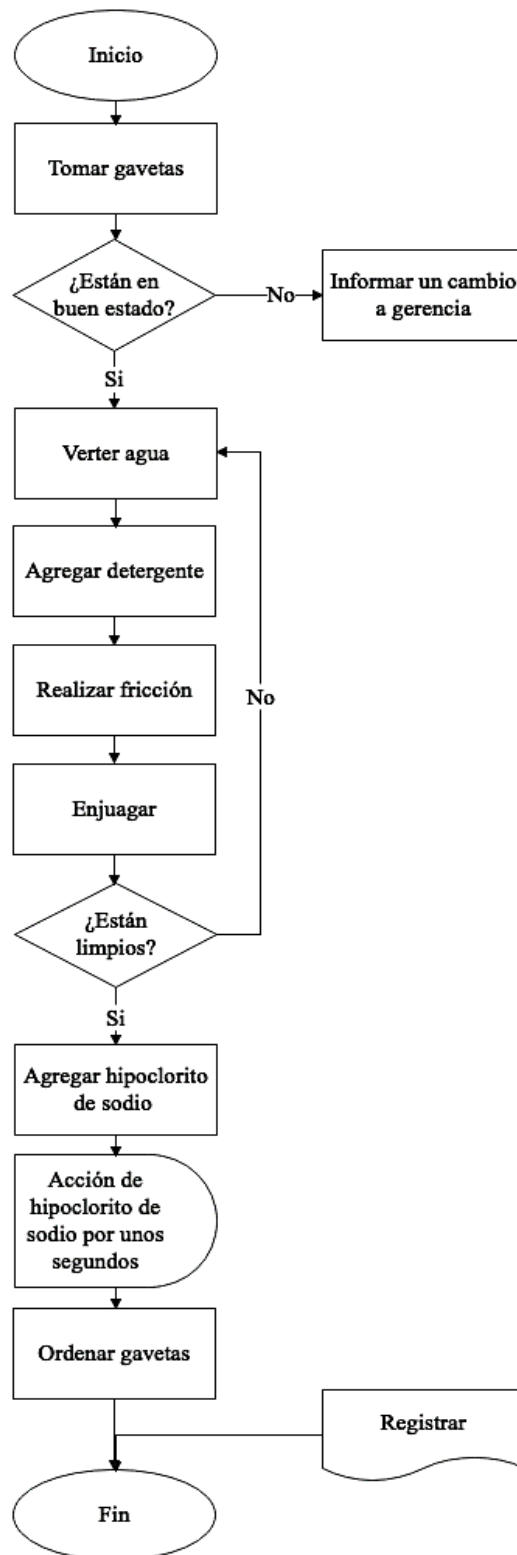 Inicio
Tomar gavetas
¿Están en
buen estado?
No
Informar un cambio
a gerencia
Si
Verter agua
Agregar detergente
Realizar fricción
No
Enjuagar
¿Están
limpios?
Si
Agregar hipoclorito
de sodio
Acción de
hipoclorito de
sodio por unos
segundos
Ordenar gavetas
Registrar
Fin